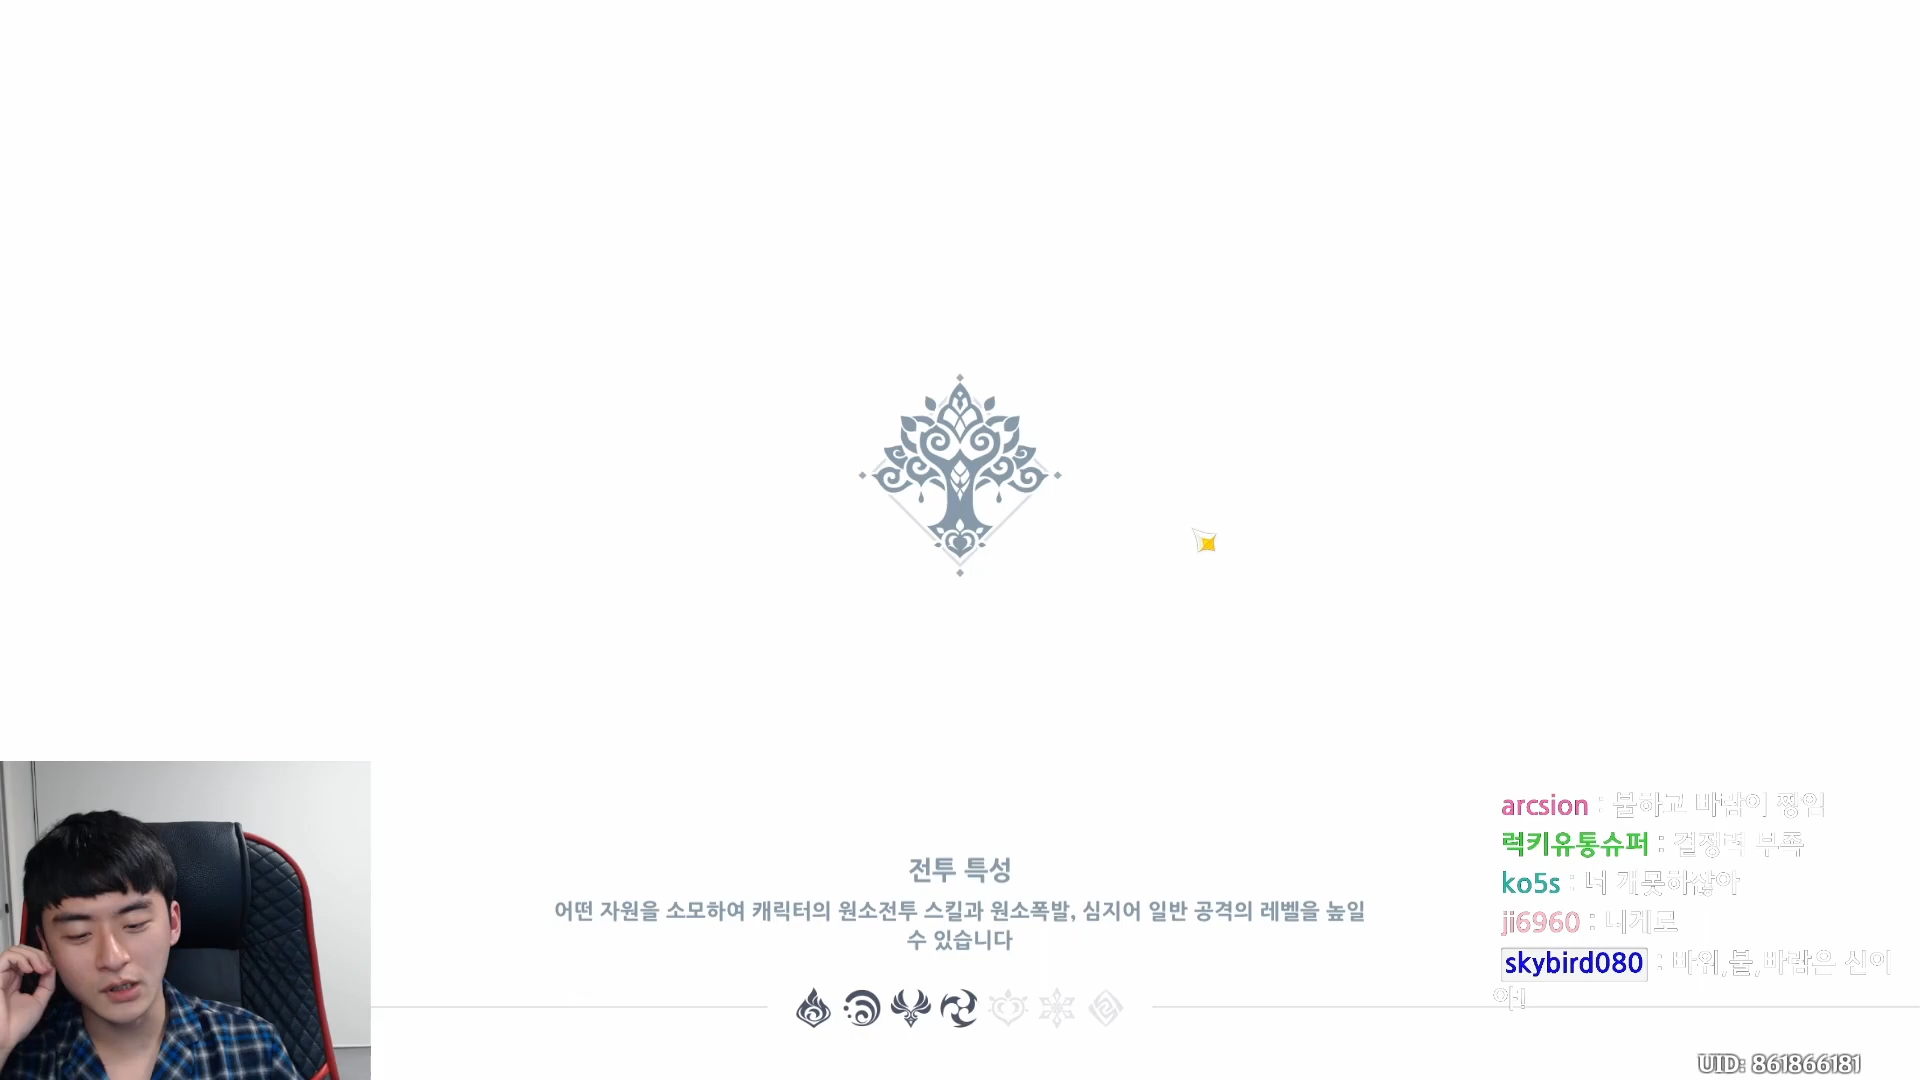 전투 특성
어떤 자원을 소모하여 캐릭터의 원소전투 스킬과 원소폭발, 심지어 일반 공격의 레벨을 높일
수 있습니다
arcsion : 불하고 바람이 짱임
럭키유통슈퍼 : 결정력 부족
ko5s : 너 개못하잖아
ji6960 : 니게로
skybird080 : 바위,불,바람은 신이
야!
UID: 861866181